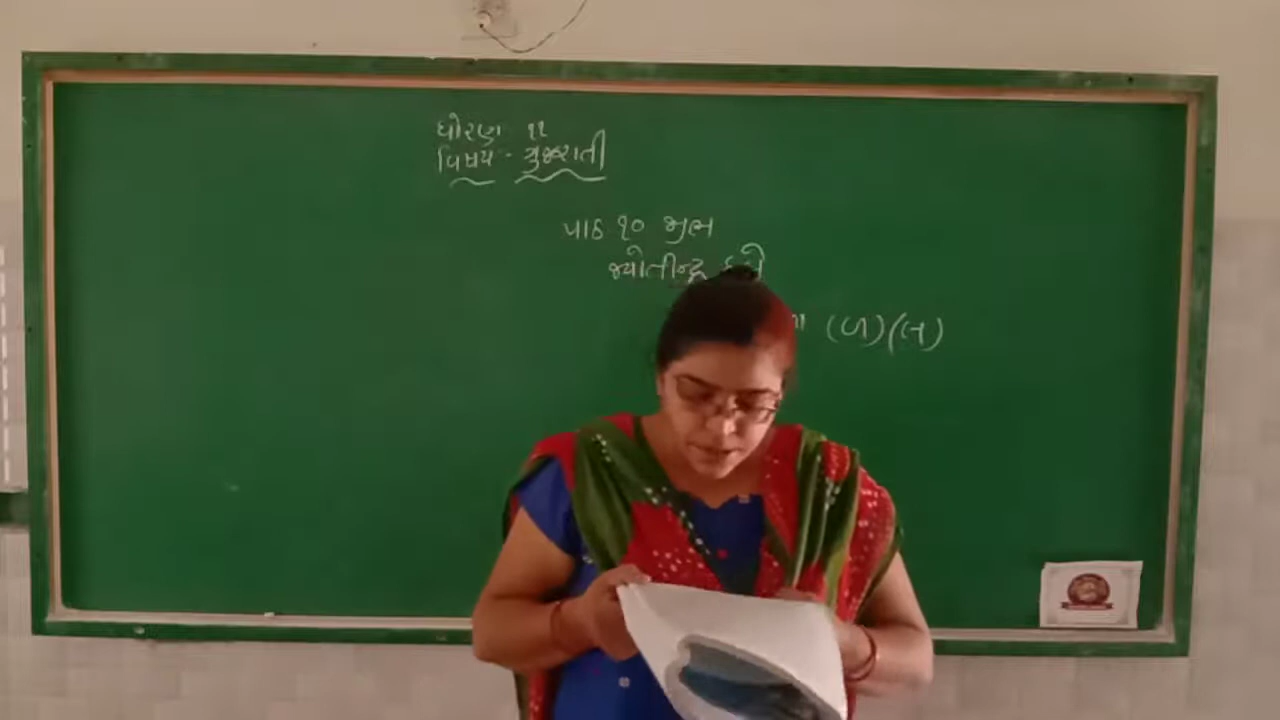 ધોરણ ૧૧
વિષય - ગુજરાતી
પાઠ ૧૦ જીભ
જ્યોતીન્દ્ર દવે
(ળ)(લ)